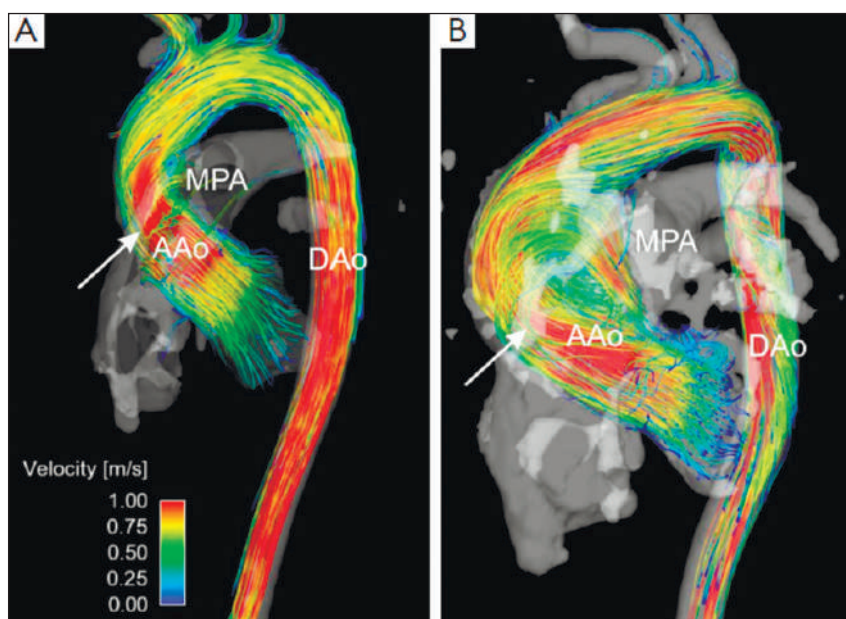 A
B
MPA
AAo
DAo
MPA
AAo
DAo
Velocity [m/s]
1.00
0.75
0.50
0.25
0.00